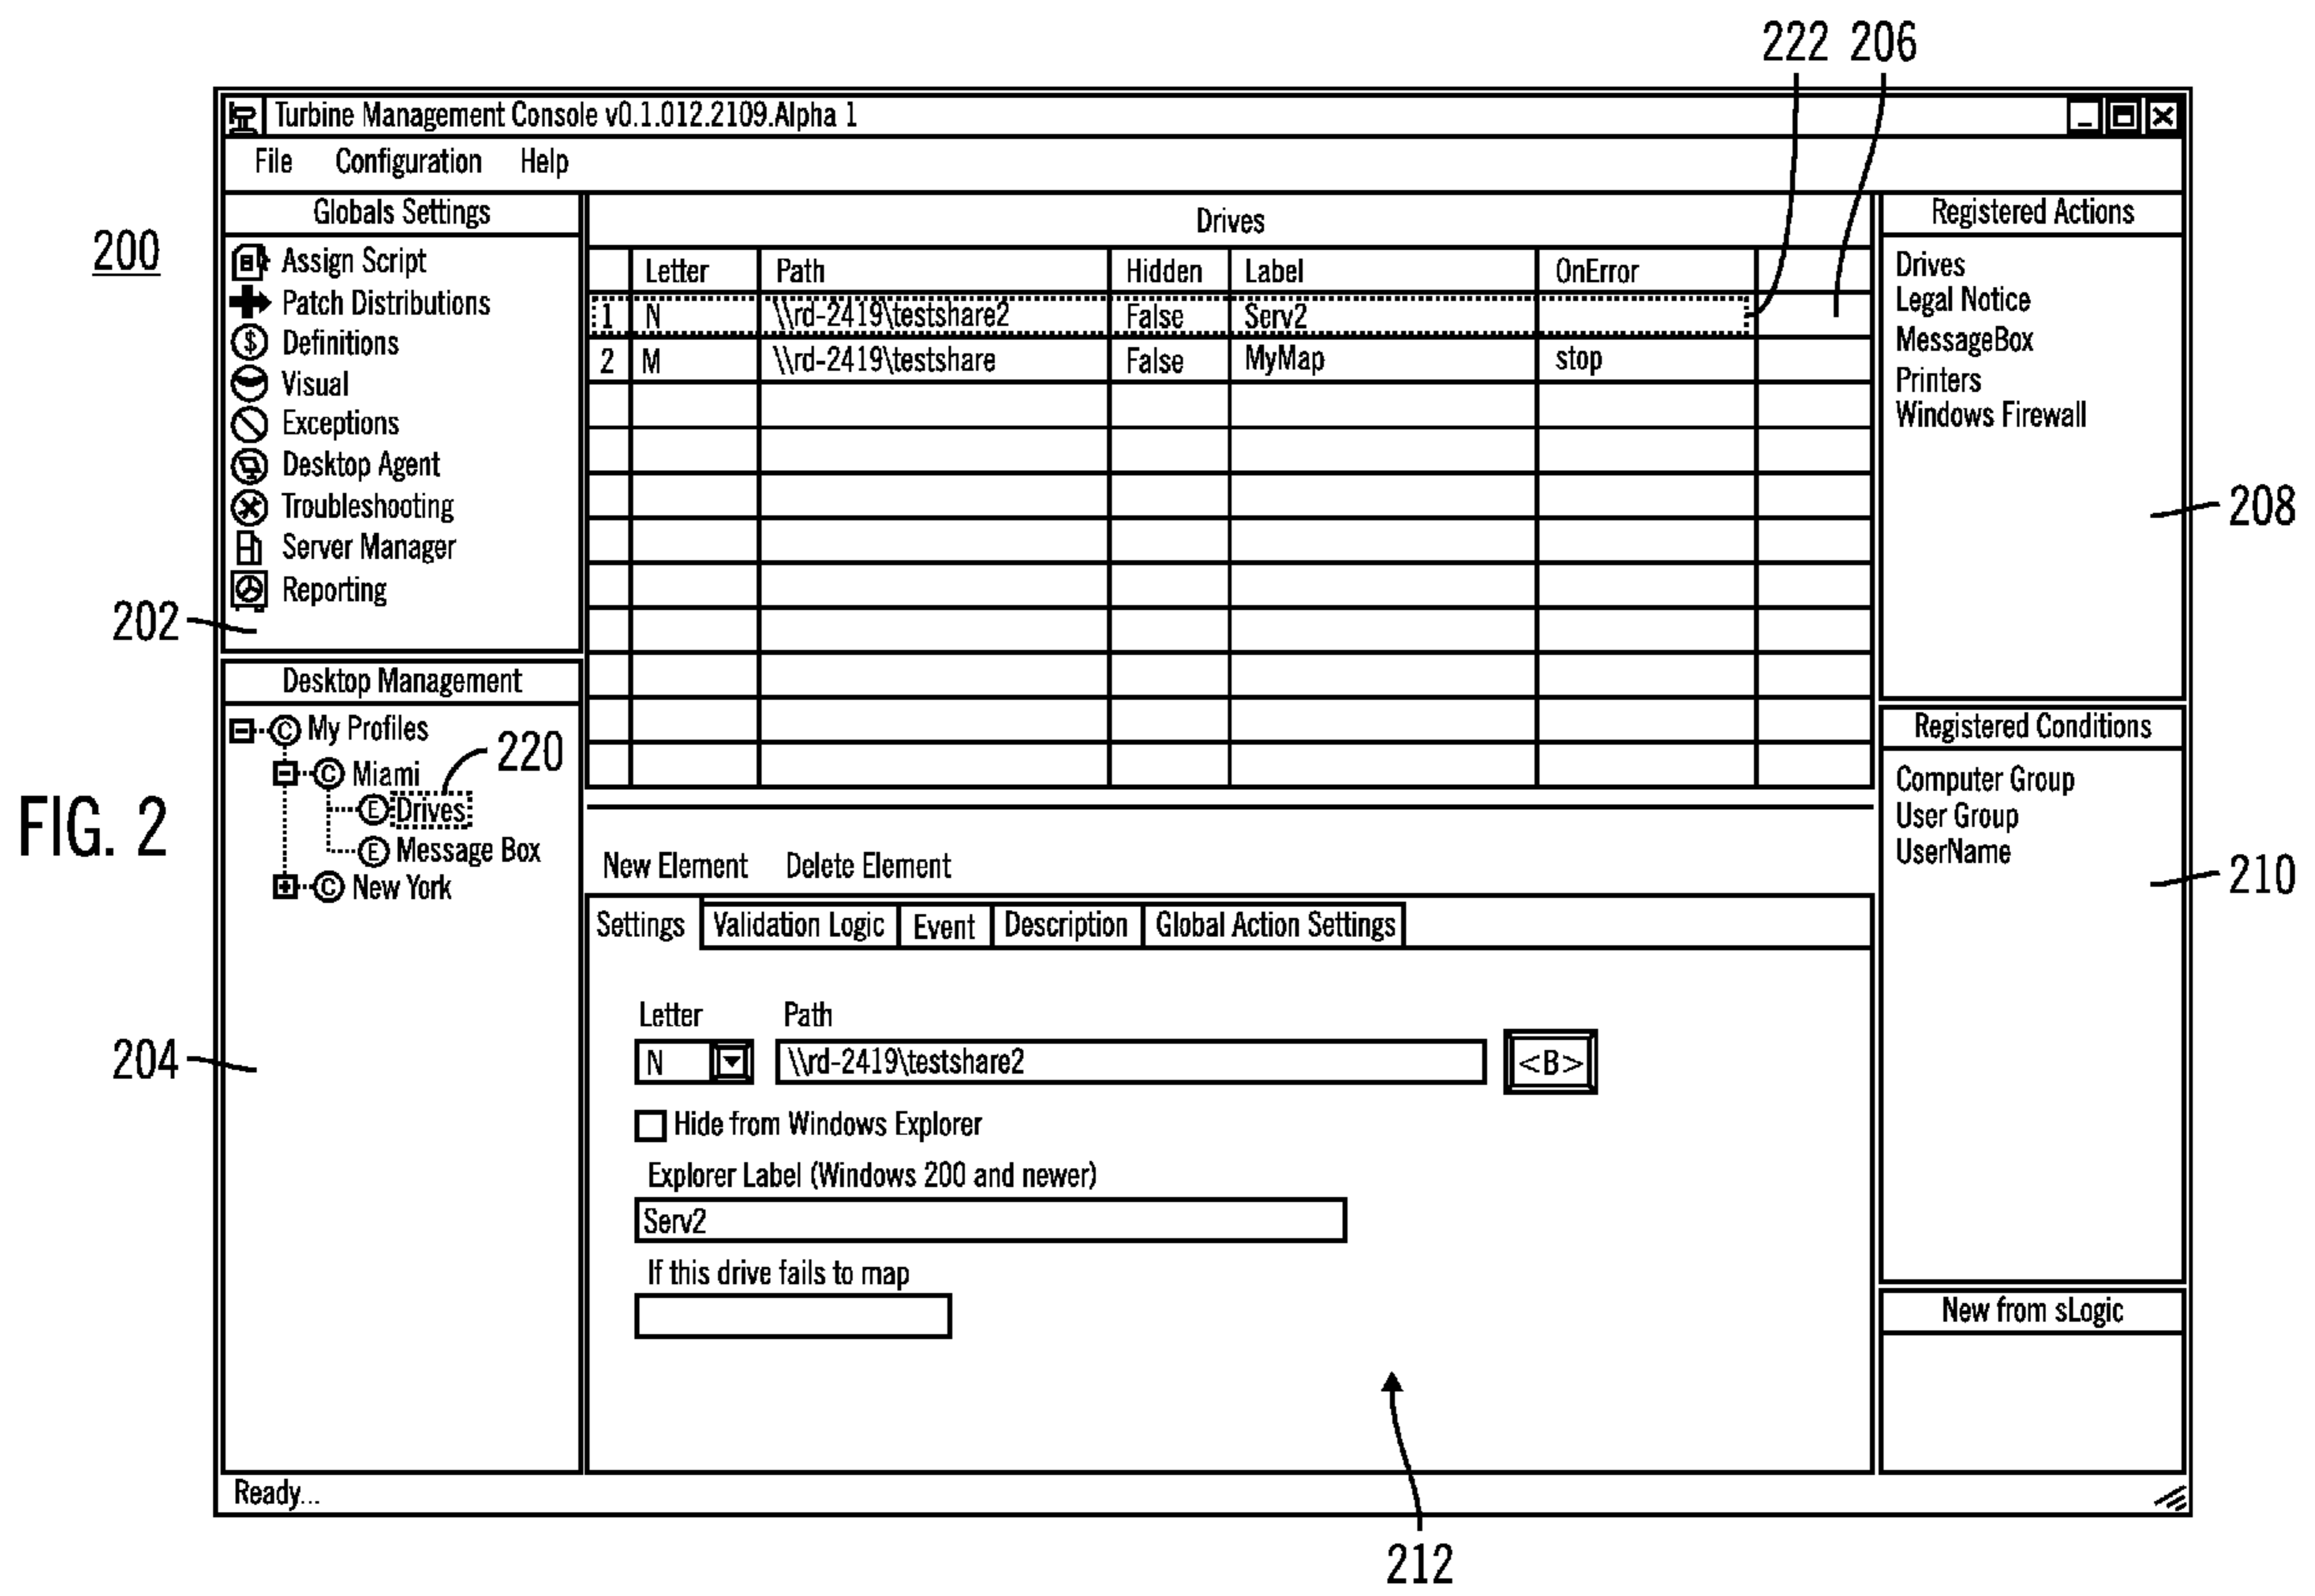 222 206
Turbine Management Console v0.1.012.2109.Alpha 1
File Configuration Help
200
Globals Settings
Assign Script
Patch Distributions
Definitions
Visual
Exceptions
Desktop Agent
Troubleshooting
Server Manager
Reporting
202
Desktop Management
My Profiles
Miami
220
Drives
Message Box
New York
FIG. 2
204
Drives
Letter Path Hidden Label OnError
1 N \\rd-2419\testshare2 False Serv2
2 M \\rd-2419\testshare False MyMap stop
New Element Delete Element
Settings Validation Logic Event Description Global Action Settings
Letter Path
N \\rd-2419\testshare2 <B>
Hide from Windows Explorer
Explorer Label (Windows 200 and newer)
Serv2
If this drive fails to map
212
Registered Actions
Drives
Legal Notice
MessageBox
Printers
Windows Firewall
208
Registered Conditions
Computer Group
User Group
UserName
210
New from sLogic
Ready...